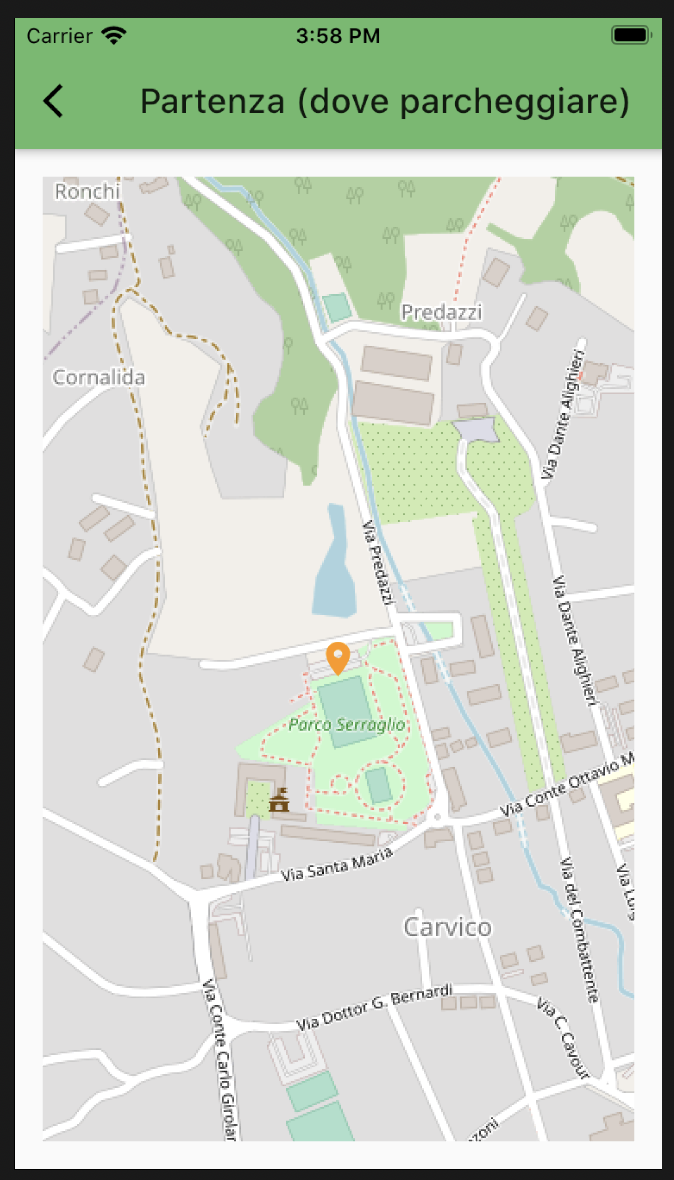 Carrier 3:58 PM
Partenza (dove parcheggiare)
Ronchi
Predazzi
Cornalida
Via Dante Alighieri
Via Predazzi
Via Dante Alighieri
Parco Serraglio
Via Conte Ottavio M
Via Santa Maria
Via del Combattente
Carvico
Via Dottor G. Bernardi
Via C. Cavour
Via Conte Carlo Girolar
zoni